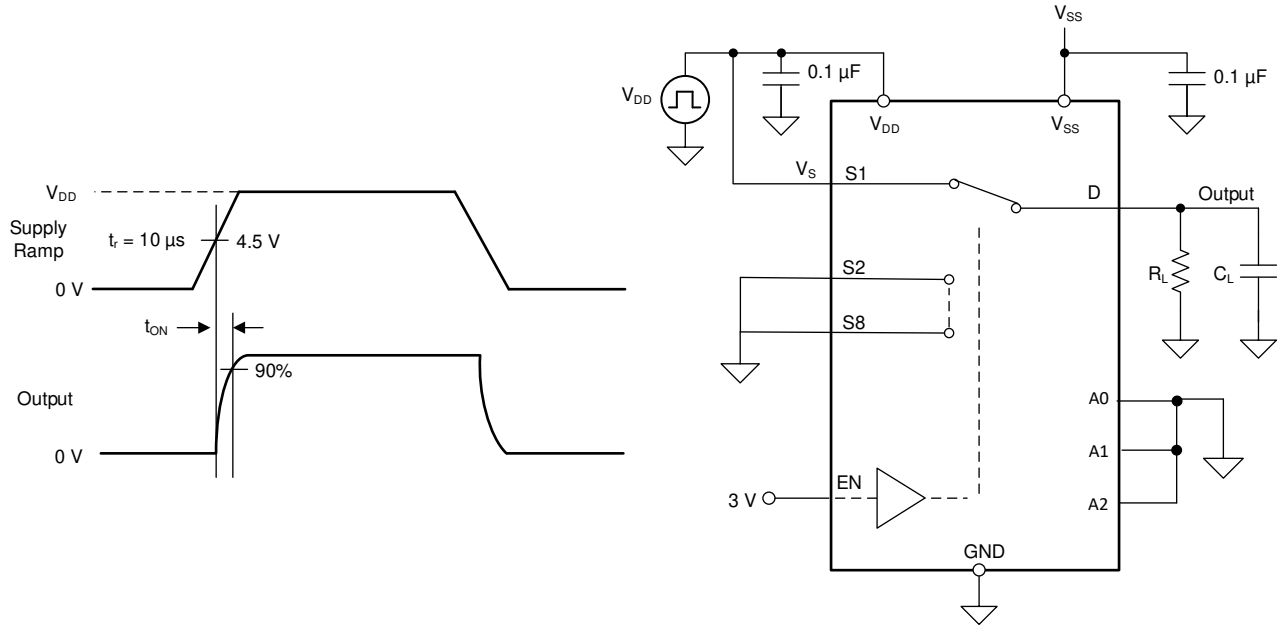 V_DD
Supply
Ramp
t_r = 10 µs
4.5 V
0 V
t_ON
90%
Output
0 V
V_SS
0.1 µF
0.1 µF
V_DD
V_DD
V_SS
V_S
S1
D
Output
S2
S8
R_L
C_L
A0
A1
A2
3 V
EN
GND